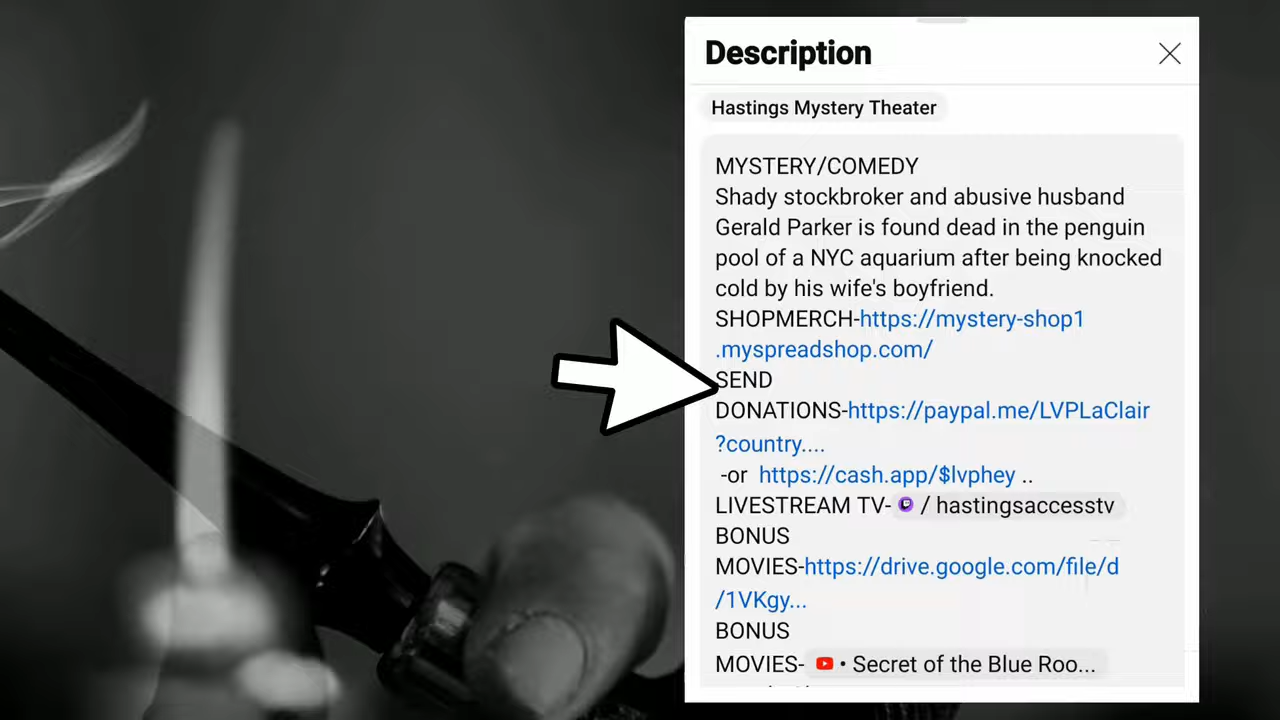 Description
Hastings Mystery Theater
MYSTERY/COMEDY
Shady stockbroker and abusive husband
Gerald Parker is found dead in the penguin
pool of a NYC aquarium after being knocked
cold by his wife's boyfriend.
SHOPMERCH-https://mystery-shop1
.myspreadshop.com/
SEND
DONATIONS-https://paypal.me/LVPLaClair
?country....
-or https://cash.app/$lvphey ..
LIVESTREAM TV- / hastingsaccesstv
BONUS
MOVIES-https://drive.google.com/file/d
/1VKgy...
BONUS
MOVIES- • Secret of the Blue Roo...